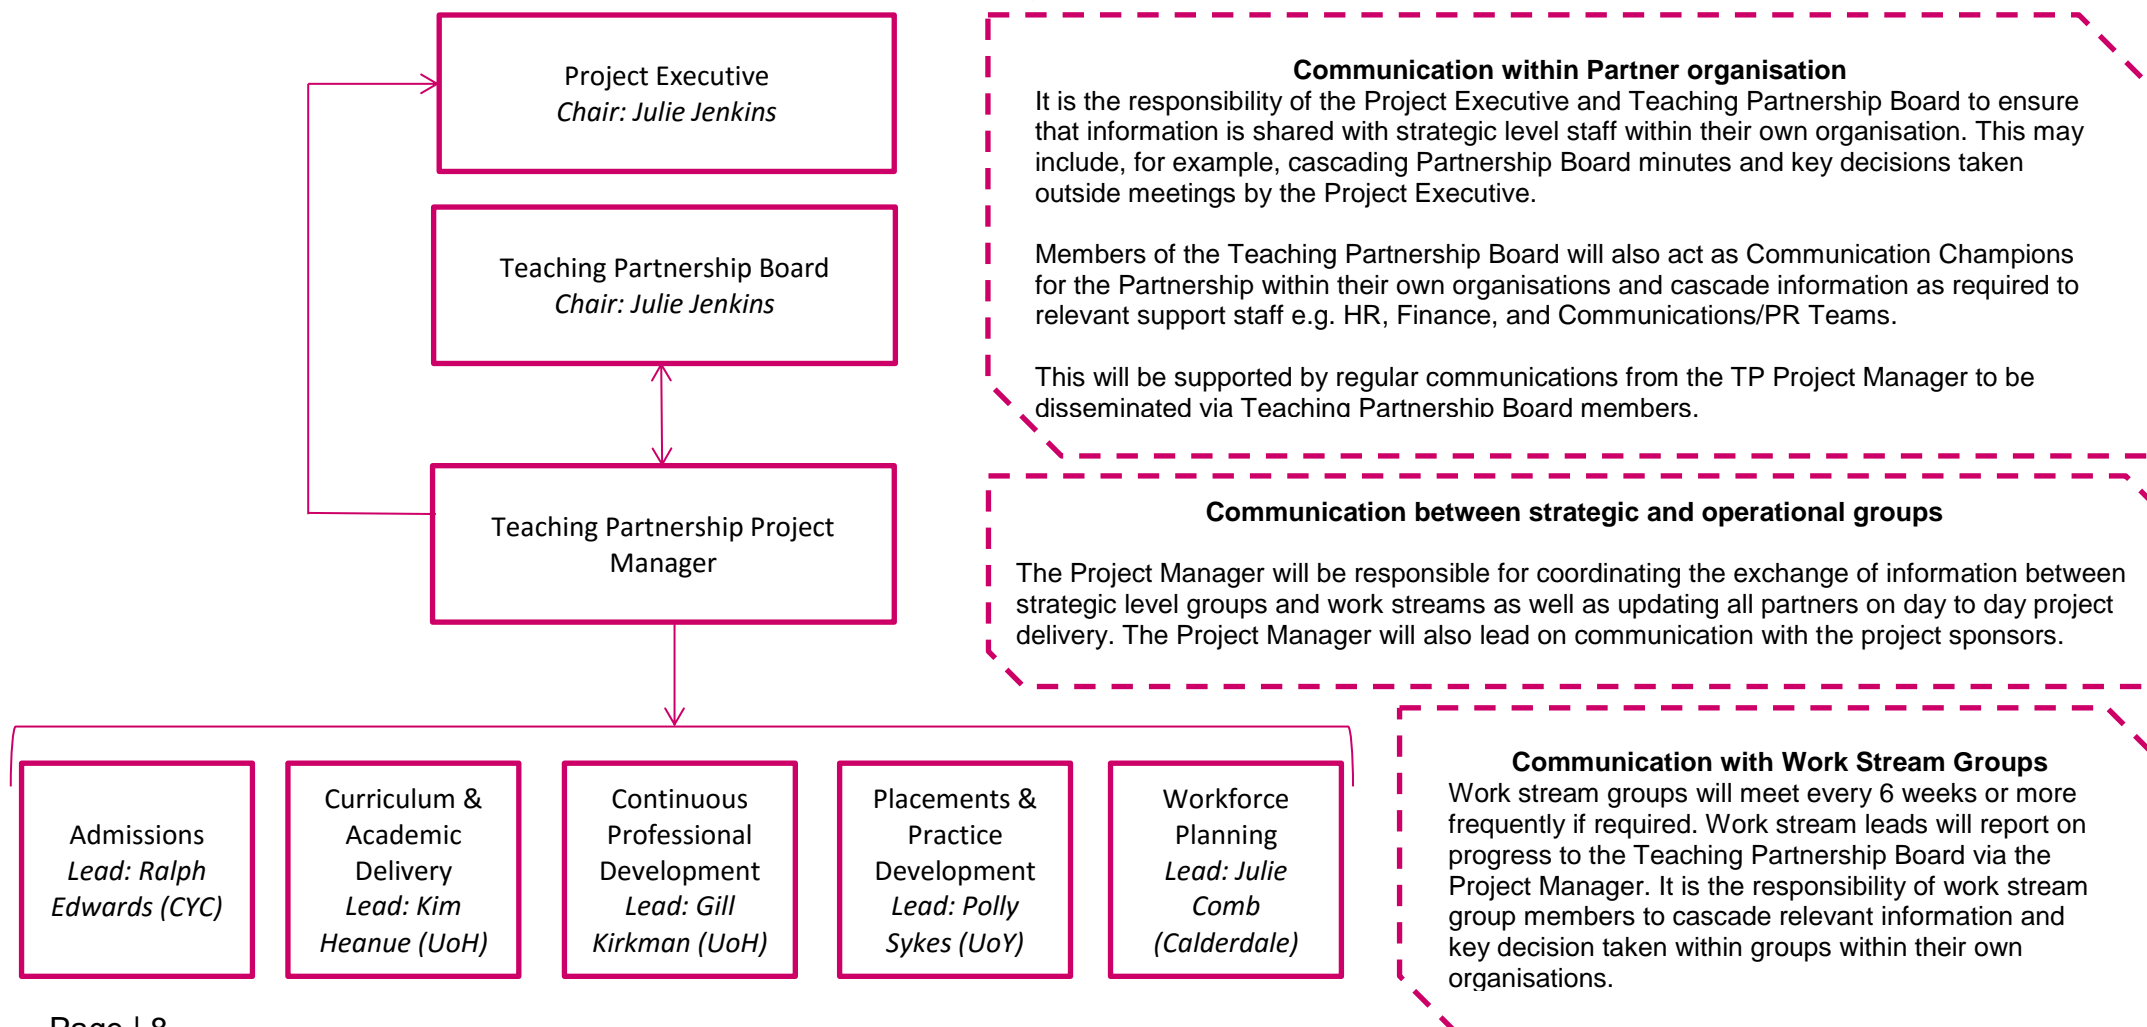 Project Executive
Chair: Julie Jenkins
Teaching Partnership Board
Chair: Julie Jenkins
Teaching Partnership Project
Manager
Admissions
Lead: Ralph
Edwards (CYC)
Curriculum &
Academic
Delivery
Lead: Kim
Heanue (UoH)
Continuous
Professional
Development
Lead: Gill
Kirkman (UoH)
Placements &
Practice
Development
Lead: Polly
Sykes (UoY)
Workforce
Planning
Lead: Julie
Comb
(Calderdale)
Communication within Partner organisation
It is the responsibility of the Project Executive and Teaching Partnership Board to ensure
that information is shared with strategic level staff within their own organisation. This may
include, for example, cascading Partnership Board minutes and key decisions taken
outside meetings by the Project Executive.
Members of the Teaching Partnership Board will also act as Communication Champions
for the Partnership within their own organisations and cascade information as required to
relevant support staff e.g. HR, Finance, and Communications/PR Teams.
This will be supported by regular communications from the TP Project Manager to be
disseminated via Teaching Partnership Board members.
Communication between strategic and operational groups
The Project Manager will be responsible for coordinating the exchange of information between
strategic level groups and work streams as well as updating all partners on day to day project
delivery. The Project Manager will also lead on communication with the project sponsors.
Communication with Work Stream Groups
Work stream groups will meet every 6 weeks or more
frequently if required. Work stream leads will report on
progress to the Teaching Partnership Board via the
Project Manager. It is the responsibility of work stream
group members to cascade relevant information and
key decision taken within groups within their own
organisations.
Page | 8